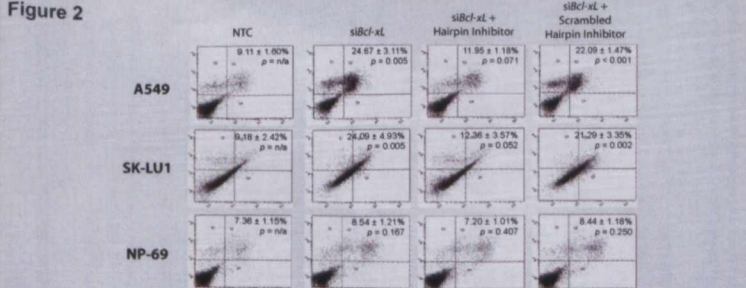 Figure 2
NTC
siBcl-xL
siBcl-xL +
Hairpin Inhibitor
siBcl-xL +
Scrambled
Hairpin Inhibitor
A549
9.11 ± 1.60%
p = n/a
24.67 ± 3.11%
p = 0.005
11.95 ± 1.18%
p = 0.071
22.09 ± 1.47%
p < 0.001
SK-LU1
9.18 ± 2.42%
p = n/a
24.09 ± 4.93%
p = 0.005
12.36 ± 3.57%
p = 0.052
21.29 ± 3.35%
p = 0.002
NP-69
7.36 ± 1.15%
p = n/a
8.54 ± 1.21%
p = 0.167
7.20 ± 1.01%
p = 0.407
8.44 ± 1.18%
p = 0.250